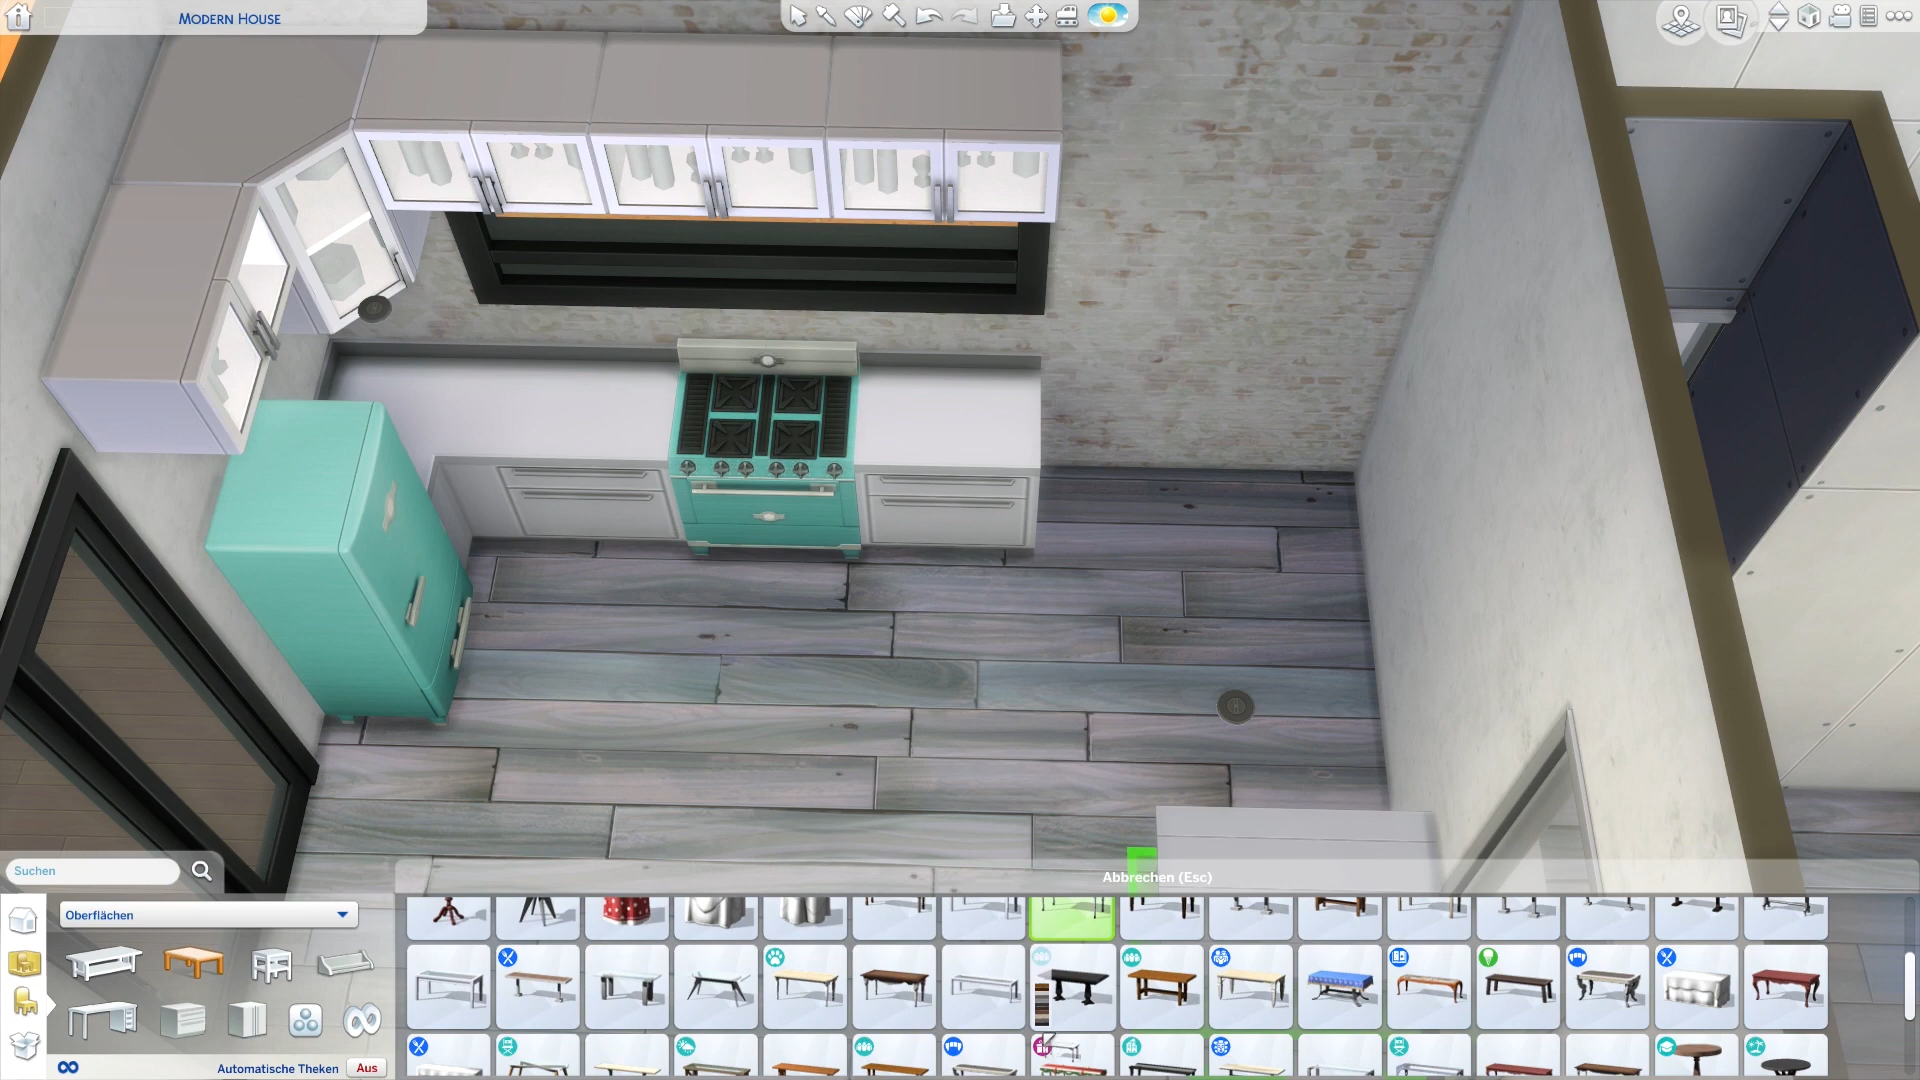 Modern House
Suchen
Abbrechen (Esc)
Oberflächen
Automatische Theken Aus